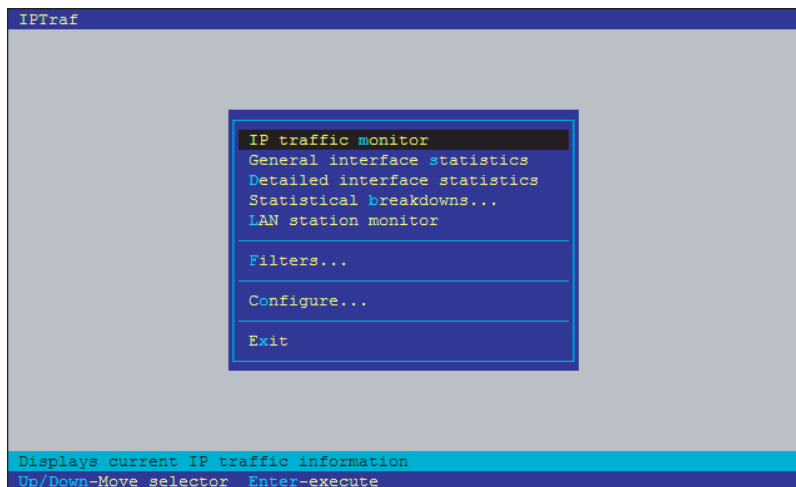 IPTraf
IP traffic monitor
General interface statistics
Detailed interface statistics
Statistical breakdowns...
LAN station monitor
Filters...
Configure...
Exit
Displays current IP traffic information
Up/Down-Move selector  Enter-execute